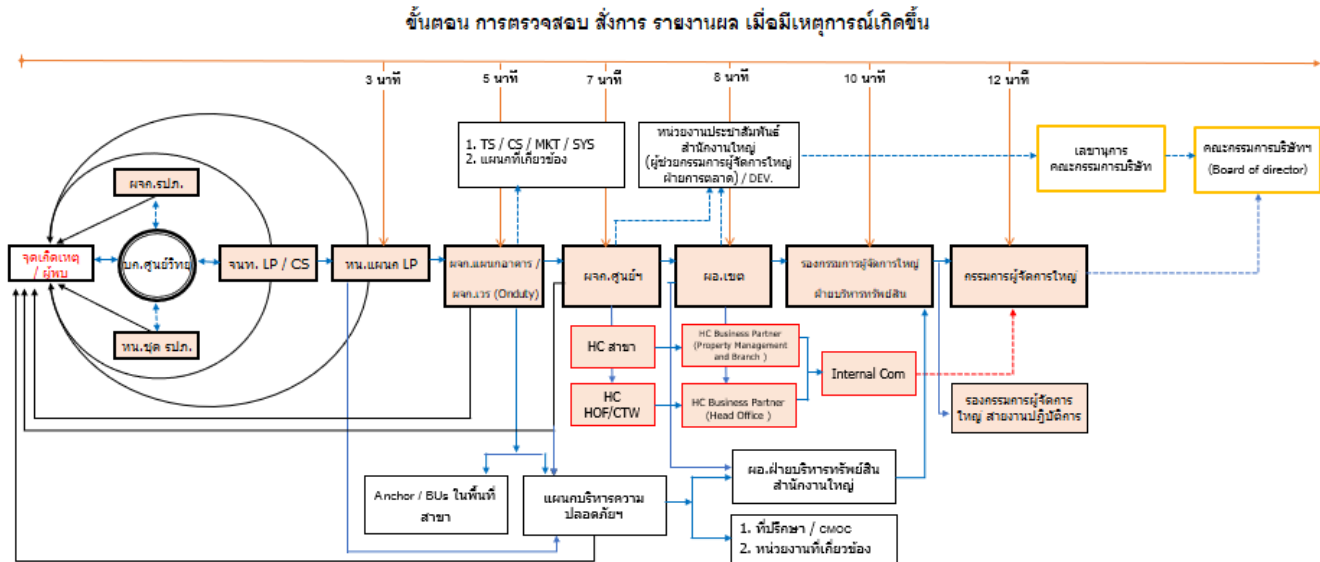 ขั้นตอน การตรวจสอบ สั่งการ รายงานผล เมื่อมีเหตุการณ์เกิดขึ้น
3 นาที
5 นาที
7 นาที
8 นาที
10 นาที
12 นาที
1. TS / CS / MKT / SYS
2. แผนกที่เกี่ยวข้อง
หน่วยงานประชาสัมพันธ์
สำนักงานใหญ่
(ผู้ช่วยกรรมการผู้จัดการใหญ่
ฝ่ายการตลาด) / DEV.
เลขานุการ
คณะกรรมการบริษัท
คณะกรรมการบริษัทฯ
(Board of director)
ผจก.รปภ.
จุดเกิดเหตุ
/ ผู้พบ
บก.ศูนย์วิทยุ
จนท. LP / CS
หน.แผนก LP
ผจก.แผนกอาคาร /
ผจก.เวร (Onduty)
ผจก.ศูนย์ฯ
ผอ.เขต
รองกรรมการผู้จัดการใหญ่
ฝ่ายบริหารทรัพย์สิน
กรรมการผู้จัดการใหญ่
หน.ชุด รปภ.
HC สาขา
HC Business Partner
(Property Management
and Branch )
Internal Com
HC
HOF/CTW
HC Business Partner
(Head Office )
รองกรรมการผู้จัดการ
ใหญ่ สายงานปฏิบัติการ
Anchor / BUs ในพื้นที่
สาขา
แผนกบริหารความ
ปลอดภัยฯ
ผอ.ฝ่ายบริหารทรัพย์สิน
สำนักงานใหญ่
1. ที่ปรึกษา / CMOC
2. หน่วยงานที่เกี่ยวข้อง